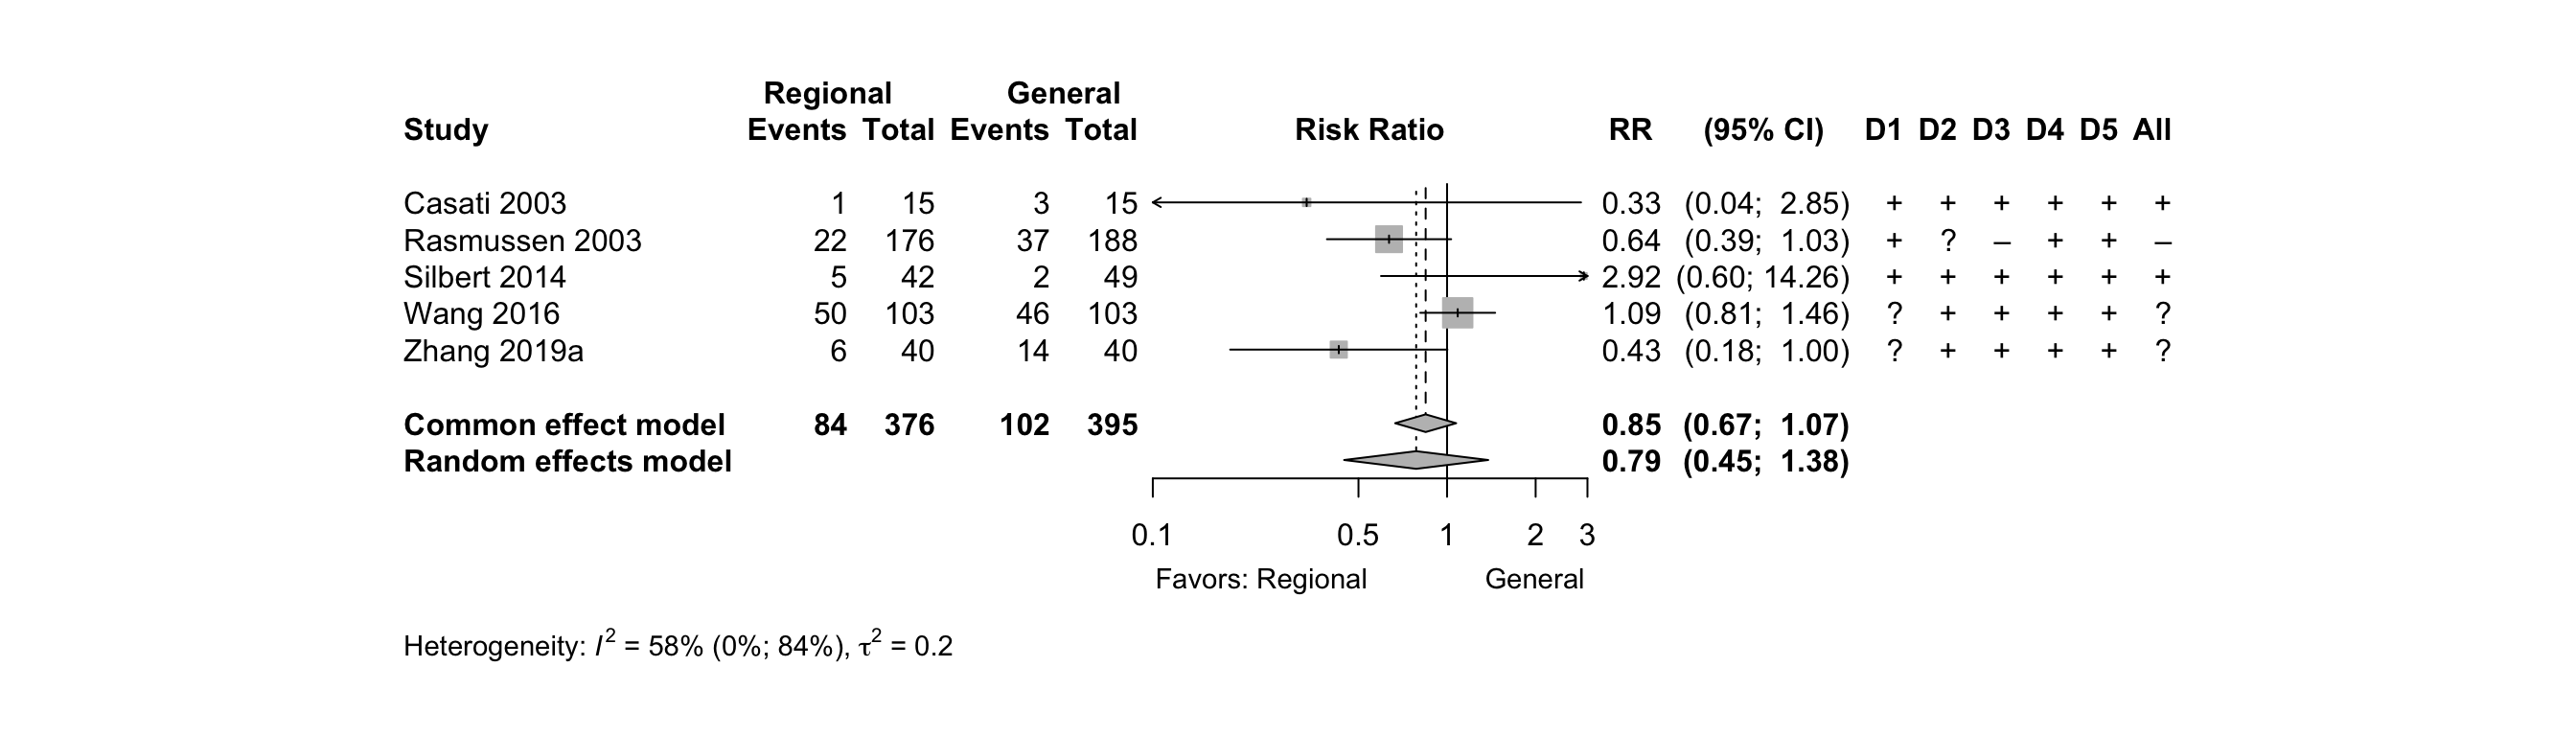 Regional General
Study Events Total Events Total Risk Ratio RR (95% CI) D1 D2 D3 D4 D5 All
Casati 2003 1 15 3 15 0.33 (0.04; 2.85) + + + + + +
Rasmussen 2003 22 176 37 188 0.64 (0.39; 1.03) + ? – + + –
Silbert 2014 5 42 2 49 2.92 (0.60; 14.26) + + + + + +
Wang 2016 50 103 46 103 1.09 (0.81; 1.46) ? + + + + ?
Zhang 2019a 6 40 14 40 0.43 (0.18; 1.00) ? + + + + ?
Common effect model 84 376 102 395 0.85 (0.67; 1.07)
Random effects model 0.79 (0.45; 1.38)
0.1 0.5 1 2 3
Favors: Regional General
Heterogeneity: I² = 58% (0%; 84%), τ² = 0.2